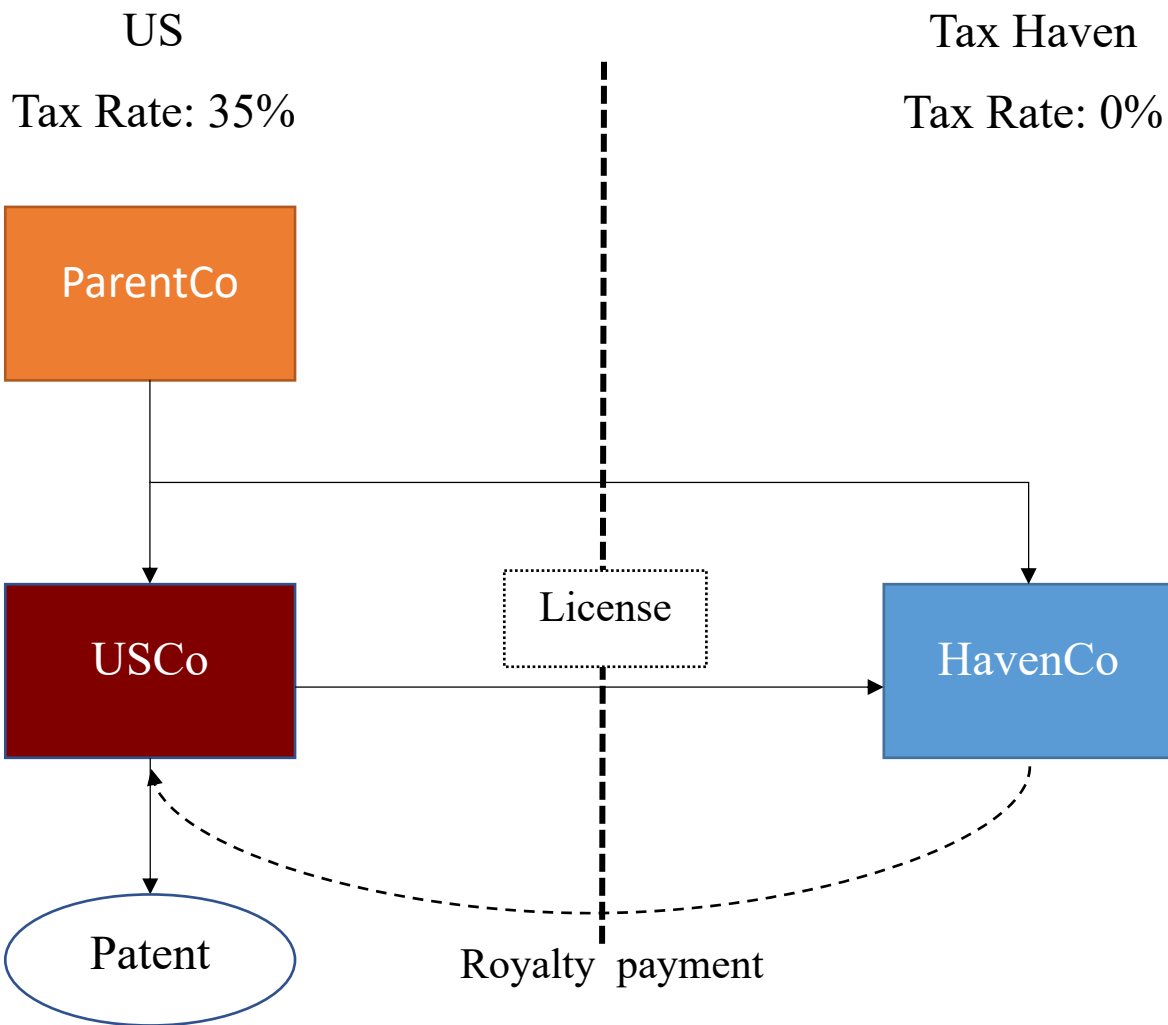 US
Tax Haven
Tax Rate: 35%
Tax Rate: 0%
ParentCo
License
USCo
HavenCo
Patent
Royalty payment